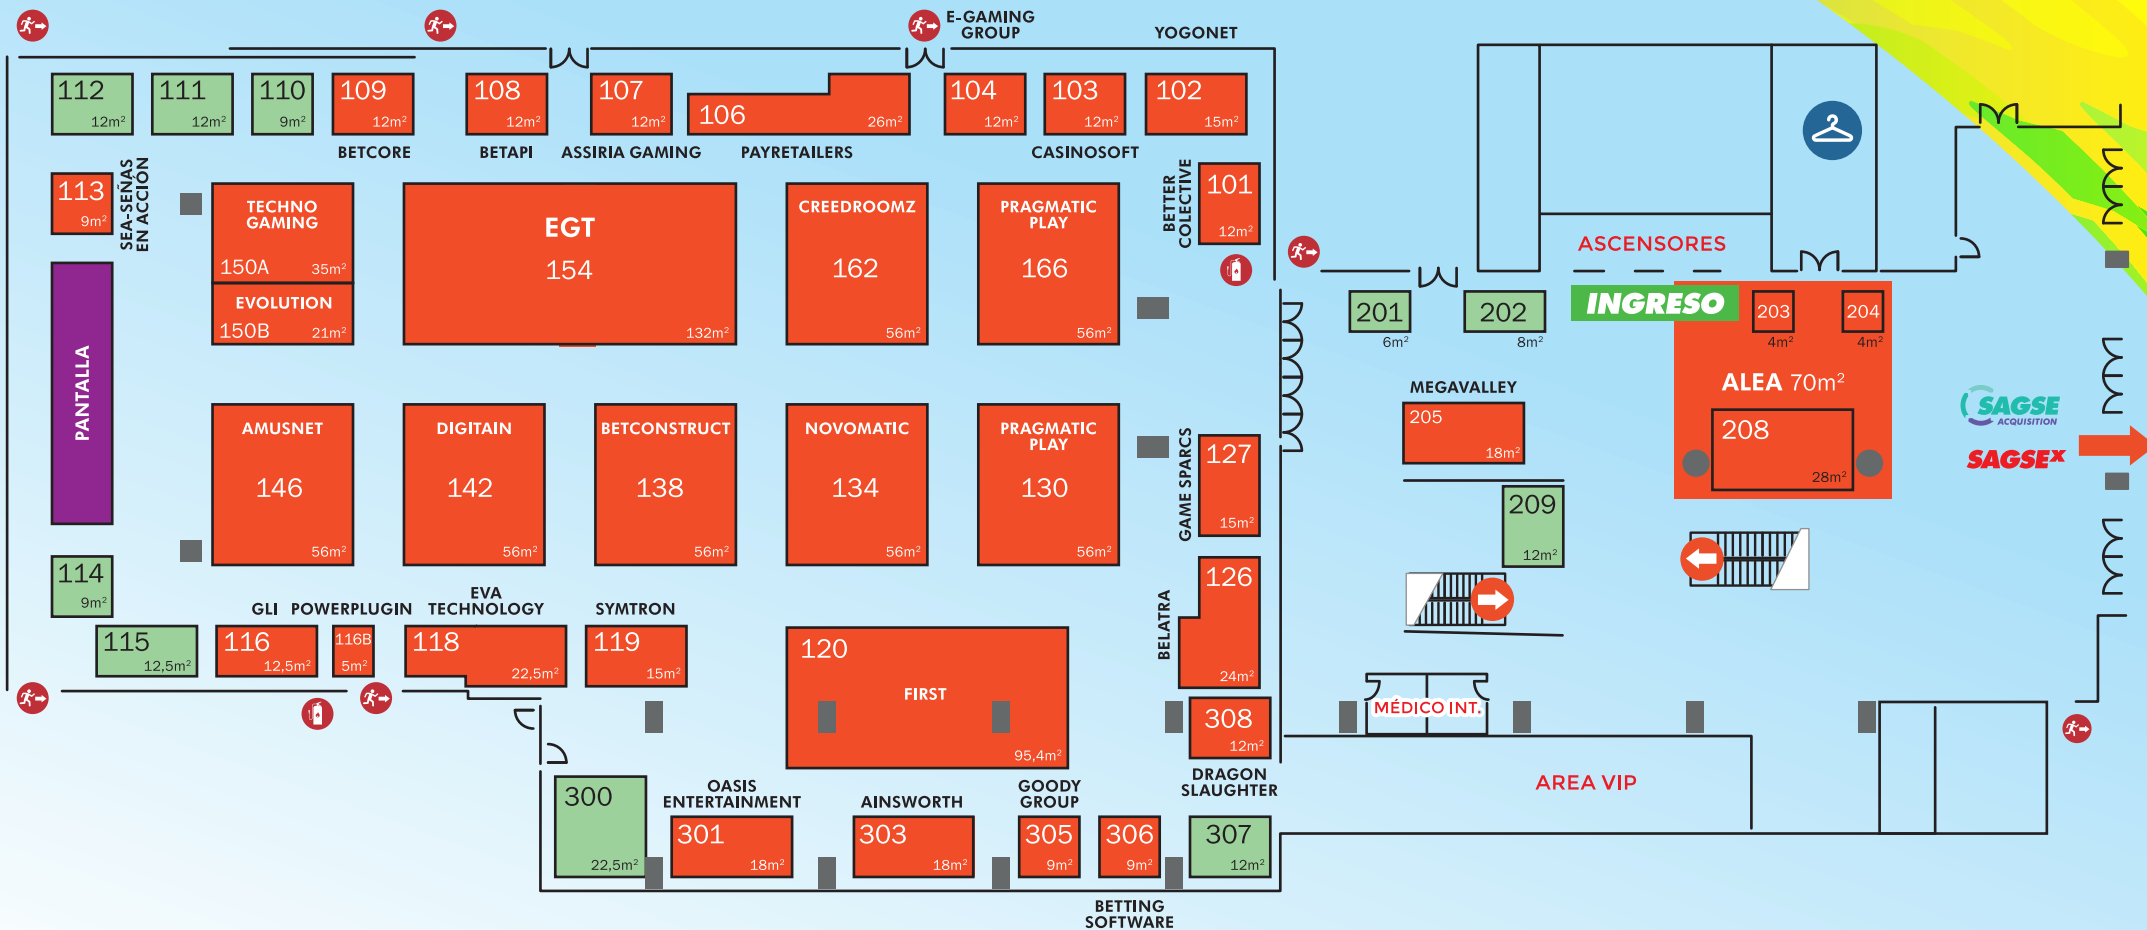 E-GAMING
GROUP
YOGONET
112
12m²
111
12m²
110
9m²
109
12m²
108
12m²
107
12m²
106
26m²
104
12m²
103
12m²
102
15m²
BETCORE
BETAPI
ASSIRIA GAMING
PAYRETAILERS
CASINOSOFT
113
9m²
SEA-SEÑAS
EN ACCIÓN
TECHNO
GAMING
150A
35m²
EVOLUTION
150B
21m²
EGT
154
132m²
CREEDROOMZ
162
56m²
PRAGMATIC
PLAY
166
56m²
BETTER
COLECTIVE
101
12m²
PANTALLA
AMUSNET
146
56m²
DIGITAIN
142
56m²
BETCONSTRUCT
138
56m²
NOVOMATIC
134
56m²
PRAGMATIC
PLAY
130
56m²
GAME SPARCS
127
15m²
114
9m²
115
12,5m²
GLI
116
12,5m²
POWERPLUGIN
116B
5m²
EVA
TECHNOLOGY
118
22,5m²
SYMTRON
119
15m²
120
FIRST
95,4m²
BELATRA
126
24m²
308
12m²
DRAGON
SLAUGHTER
300
22,5m²
OASIS
ENTERTAINMENT
301
18m²
AINSWORTH
303
18m²
GOODY
GROUP
305
9m²
306
9m²
BETTING
SOFTWARE
307
12m²
ASCENSORES
INGRESO
201
6m²
202
8m²
203
4m²
204
4m²
ALEA 70m²
208
28m²
MEGAVALLEY
205
18m²
209
12m²
SAGSE
ACQUISITION
SAGSEX
MÉDICO INT.
AREA VIP